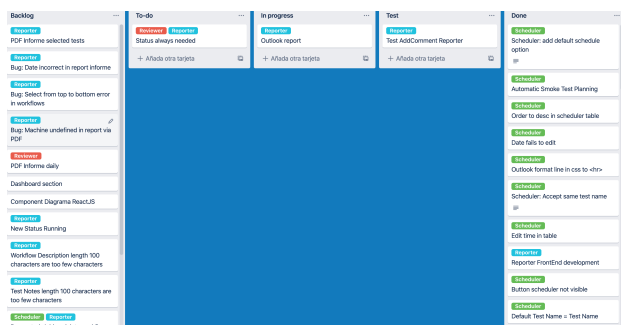 Backlog
Reporter
PDF Informe selected tests
Reporter
Bug: Date incorrect in report informe
Reporter
Bug: Select from top to bottom error
in workflows
Reporter
Bug: Machine undefined in report via
PDF
Reviewer
PDF Informe daily
Dashboard section
Component Diagrama ReactJS
Reporter
New Status Running
Reporter
Workflow Description length 100
characters are too few characters
Reporter
Test Notes length 100 characters are
too few characters
Scheduler Reporter
To-do
Reviewer Reporter
Status always needed
+ Añada otra tarjeta
In progress
Reporter
Outlook report
+ Añada otra tarjeta
Test
Reporter
Test AddComment Reporter
+ Añada otra tarjeta
Done
Scheduler
Scheduler: add default schedule
option
Scheduler
Automatic Smoke Test Planning
Scheduler
Order to desc in scheduler table
Scheduler
Date fails to edit
Scheduler
Outlook format line in css to <hr>
Scheduler
Scheduler: Accept same test name
Scheduler
Edit time in table
Reporter
Reporter FrontEnd development
Scheduler
Button scheduler not visible
Scheduler
Default Test Name = Test Name